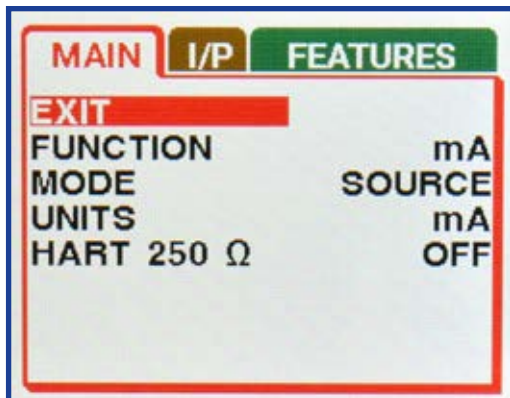 MAIN I/P FEATURES
EXIT
FUNCTION mA
MODE SOURCE
UNITS mA
HART 250 Ω OFF